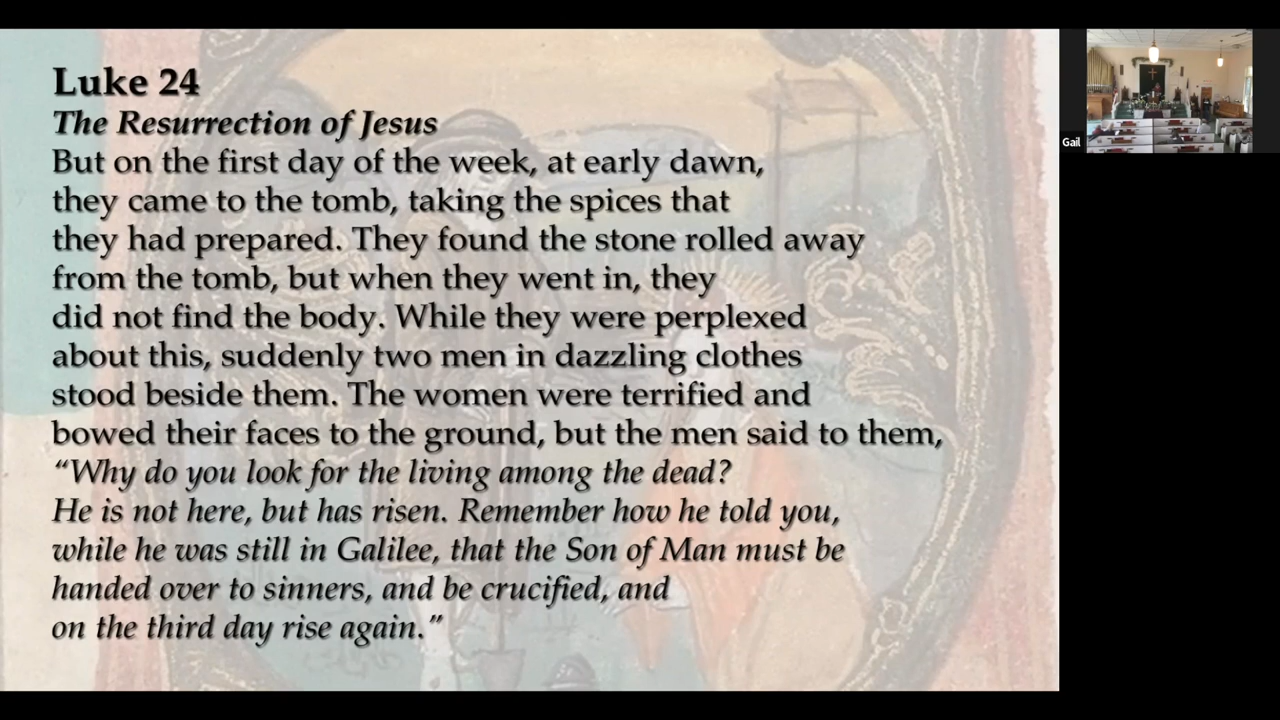 Luke 24
The Resurrection of Jesus
But on the first day of the week, at early dawn,
they came to the tomb, taking the spices that
they had prepared. They found the stone rolled away
from the tomb, but when they went in, they
did not find the body. While they were perplexed
about this, suddenly two men in dazzling clothes
stood beside them. The women were terrified and
bowed their faces to the ground, but the men said to them,
“Why do you look for the living among the dead?
He is not here, but has risen. Remember how he told you,
while he was still in Galilee, that the Son of Man must be
handed over to sinners, and be crucified, and
on the third day rise again.”
Gail